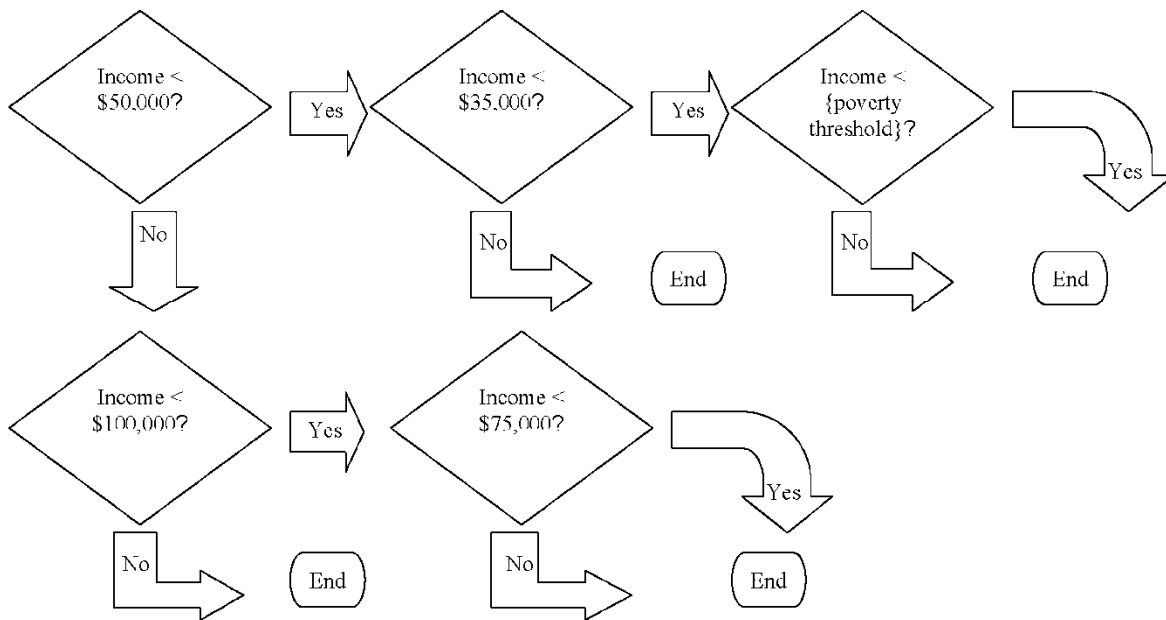 Income <
$50,000?
Yes
Income <
$35,000?
Yes
Income <
{poverty
threshold}?
Yes
No
No
End
No
End
Income <
$100,000?
Yes
Income <
$75,000?
Yes
No
End
No
End